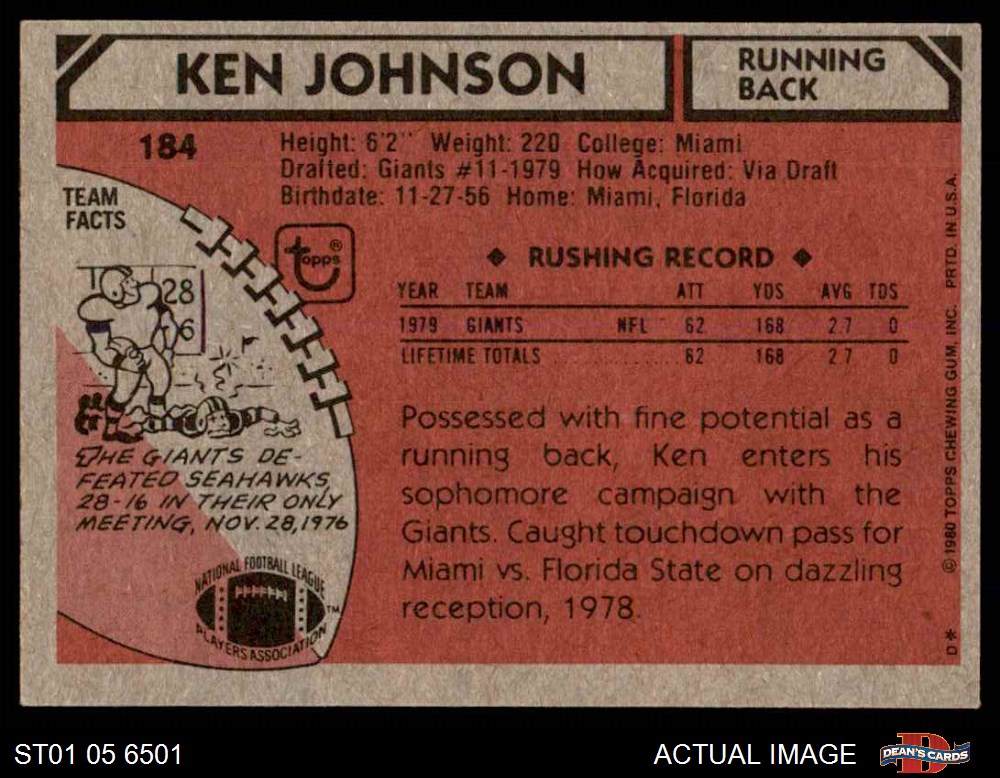 KEN JOHNSON
RUNNING
BACK
184
Height: 6'2" Weight: 220 College: Miami
Drafted: Giants #11-1979 How Acquired: Via Draft
Birthdate: 11-27-56 Home: Miami, Florida
TEAM
FACTS
topps®
28
6
THE GIANTS DE-
FEATED SEAHAWKS,
28-16 IN THEIR ONLY
MEETING, NOV. 28, 1976
NATIONAL FOOTBALL LEAGUE
PLAYERS ASSOCIATION
TM
◆ RUSHING RECORD ◆
YEAR TEAM ATT YDS AVG TDS
1979 GIANTS NFL 62 168 2.7 0
LIFETIME TOTALS 62 168 2.7 0
Possessed with fine potential as a
running back, Ken enters his
sophomore campaign with the
Giants. Caught touchdown pass for
Miami vs. Florida State on dazzling
reception, 1978.
D* © 1980 TOPPS CHEWING GUM, INC. PRTD. IN U.S.A.
ST01 05 6501
ACTUAL IMAGE
D
DEAN'S CARDS